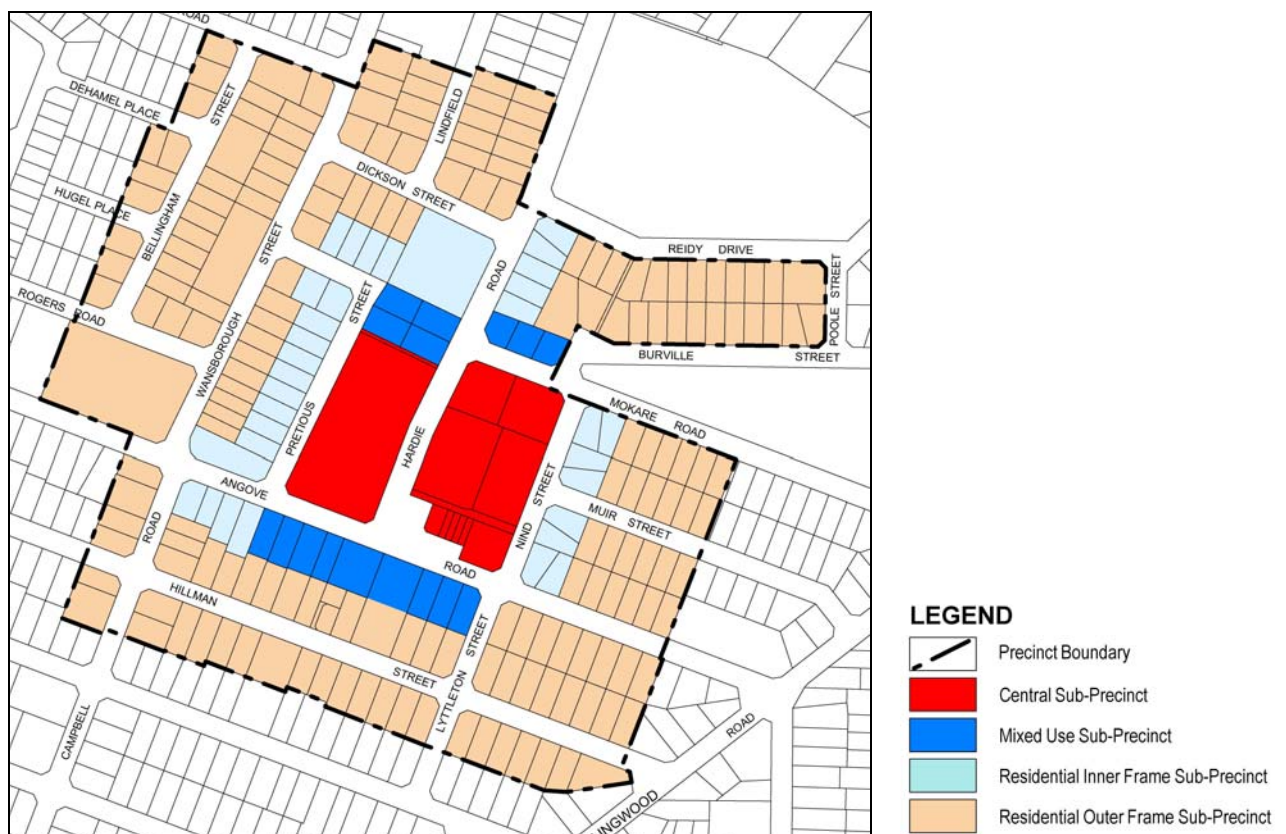 ROAD
DEHAMEL PLACE
STREET
LINDFIELD
HUGEL PLACE
BELLINGHAM
DICKSON STREET
STREET
ROAD
REIDY DRIVE
POOLE STREET
ROGERS ROAD
WANSBOROUGH
STREET
BURVILLE STREET
PRETIOUS
HARDIE
MOKARE ROAD
ANGOVE
ROAD
MUIR STREET
NIND STREET
ROAD
HILLMAN
STREET
LYTTLETON STREET
CAMPBELL
ROAD
LINGWOOD
LEGEND
Precinct Boundary
Central Sub-Precinct
Mixed Use Sub-Precinct
Residential Inner Frame Sub-Precinct
Residential Outer Frame Sub-Precinct